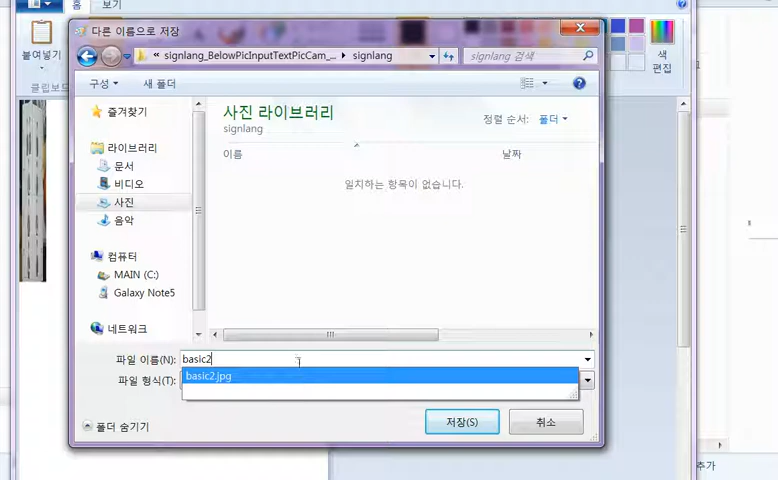 홈 보기
다른 이름으로 저장
붙여넣기
클립보드
색
편집
« signlang_BelowPicInputTextPicCam_... ▸ signlang
signlang 검색
구성 새 폴더
즐겨찾기
라이브러리
문서
비디오
사진
음악
컴퓨터
MAIN (C:)
Galaxy Note5
네트워크
사진 라이브러리
signlang
정렬 순서: 폴더
이름 날짜
일치하는 항목이 없습니다.
파일 이름(N): basic2
basic2.jpg
파일 형식(T):
폴더 숨기기
저장(S) 취소
추가